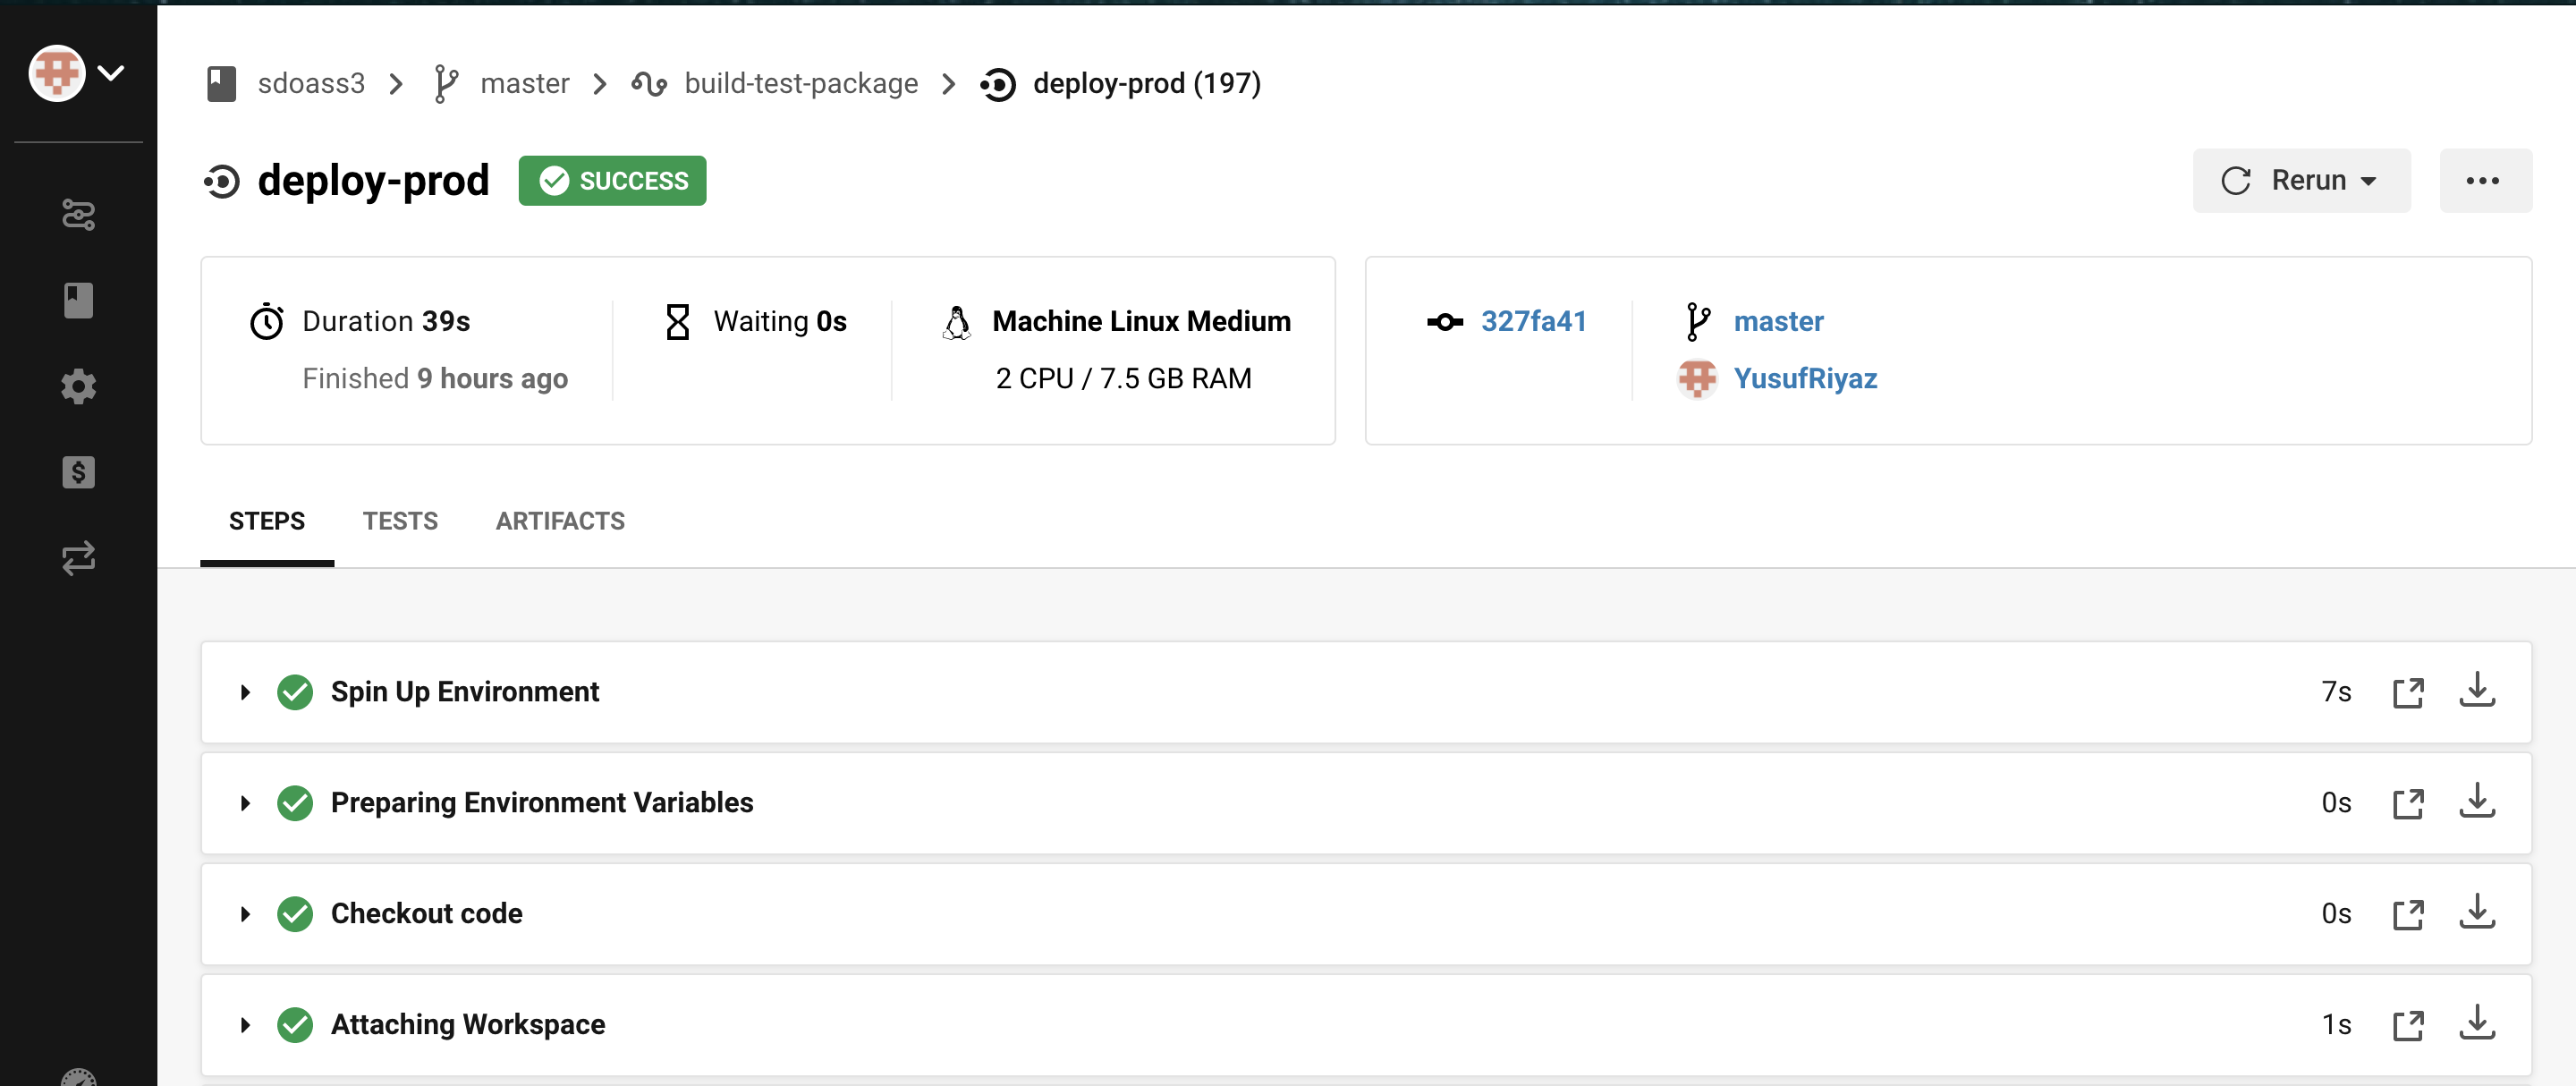 sdoass3 master build-test-package deploy-prod (197)
deploy-prod SUCCESS Rerun
Duration 39s
Finished 9 hours ago
Waiting 0s
Machine Linux Medium
2 CPU / 7.5 GB RAM
327fa41
master
YusufRiyaz
STEPS TESTS ARTIFACTS
Spin Up Environment 7s
Preparing Environment Variables 0s
Checkout code 0s
Attaching Workspace 1s